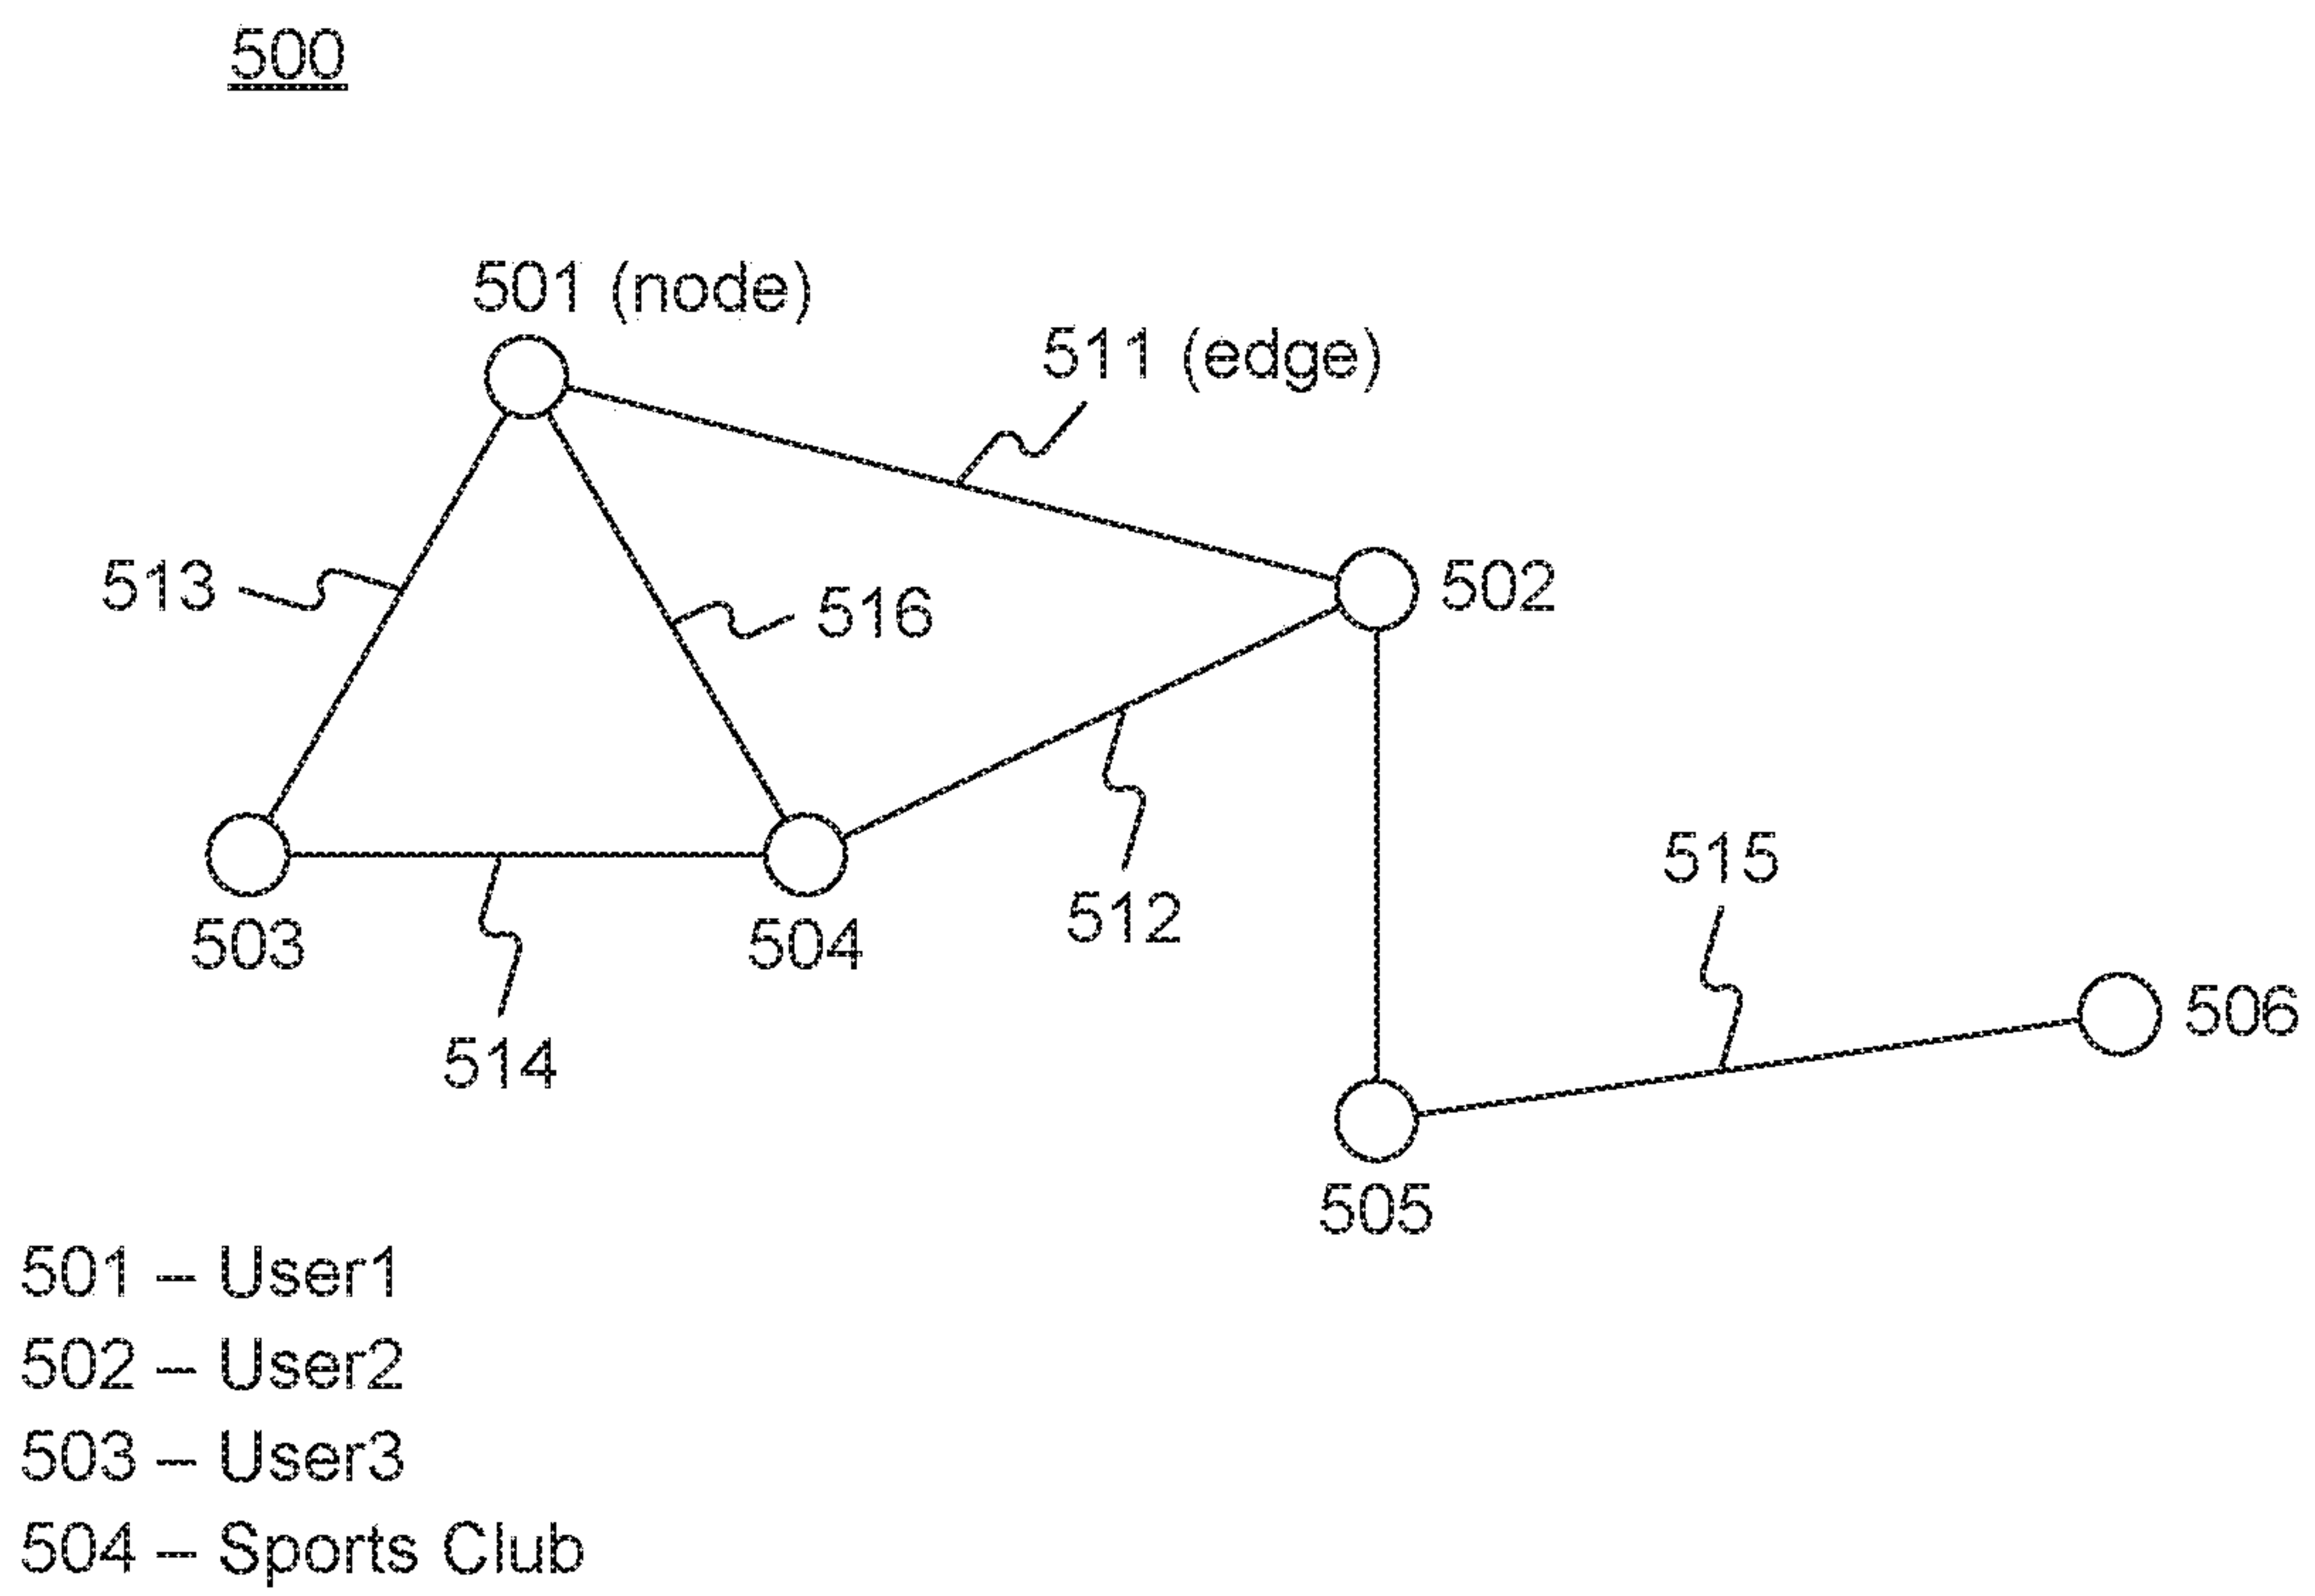 500
501 (node)
511 (edge)
513
516
502
512
515
503
504
514
506
505
501 – User1
502 – User2
503 – User3
504 – Sports Club